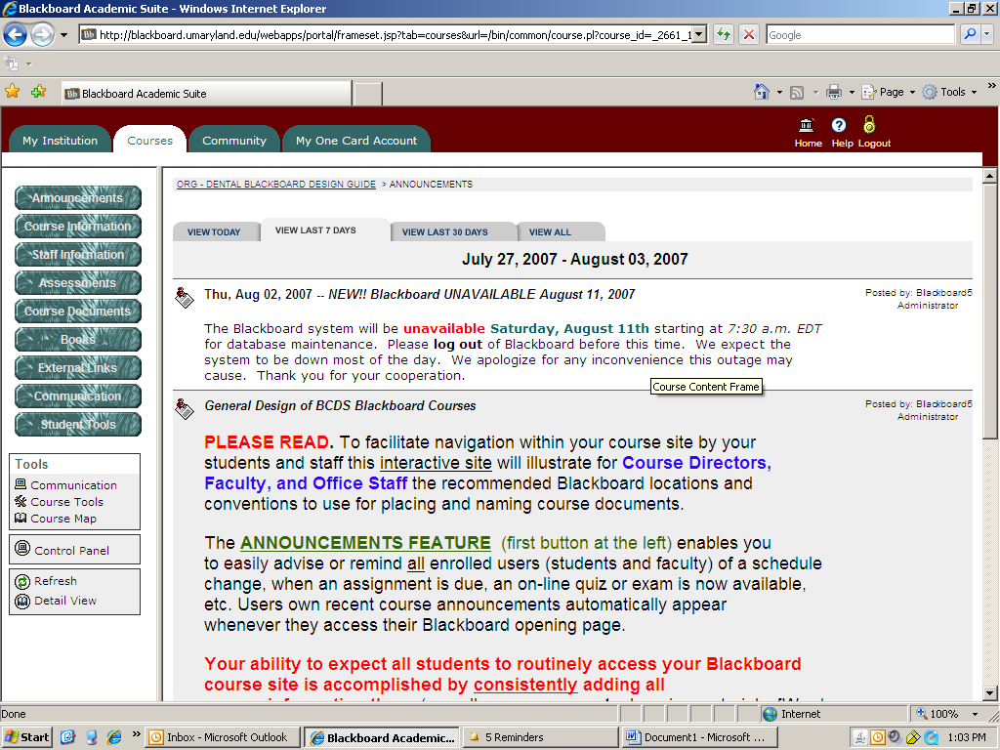 Blackboard Academic Suite - Windows Internet Explorer
http://blackboard.umaryland.edu/webapps/portal/frameset.jsp?tab=courses&url=/bin/common/course.pl?course_id=_2661_1
Google
Blackboard Academic Suite
Page
Tools
My Institution
Courses
Community
My One Card Account
Home
Help
Logout
Announcements
Course Information
Staff Information
Assessments
Course Documents
Books
External Links
Communication
Student Tools
Tools
Communication
Course Tools
Course Map
Control Panel
Refresh
Detail View
ORG - DENTAL BLACKBOARD DESIGN GUIDE > ANNOUNCEMENTS
VIEW TODAY
VIEW LAST 7 DAYS
VIEW LAST 30 DAYS
VIEW ALL
July 27, 2007 - August 03, 2007
Thu, Aug 02, 2007 -- NEW!! Blackboard UNAVAILABLE August 11, 2007
Posted by: Blackboard5
Administrator
The Blackboard system will be unavailable Saturday, August 11th starting at 7:30 a.m. EDT
for database maintenance. Please log out of Blackboard before this time. We expect the
system to be down most of the day. We apologize for any inconvenience this outage may
cause. Thank you for your cooperation.
Course Content Frame
General Design of BCDS Blackboard Courses
Posted by: Blackboard5
Administrator
PLEASE READ. To facilitate navigation within your course site by your
students and staff this interactive site will illustrate for Course Directors,
Faculty, and Office Staff the recommended Blackboard locations and
conventions to use for placing and naming course documents.
The ANNOUNCEMENTS FEATURE (first button at the left) enables you
to easily advise or remind all enrolled users (students and faculty) of a schedule
change, when an assignment is due, an on-line quiz or exam is now available,
etc. Users own recent course announcements automatically appear
whenever they access their Blackboard opening page.
Your ability to expect all students to routinely access your Blackboard
course site is accomplished by consistently adding all
Done
Internet
100%
Start
Inbox - Microsoft Outlook
Blackboard Academic...
5 Reminders
Document1 - Microsoft ...
1:03 PM